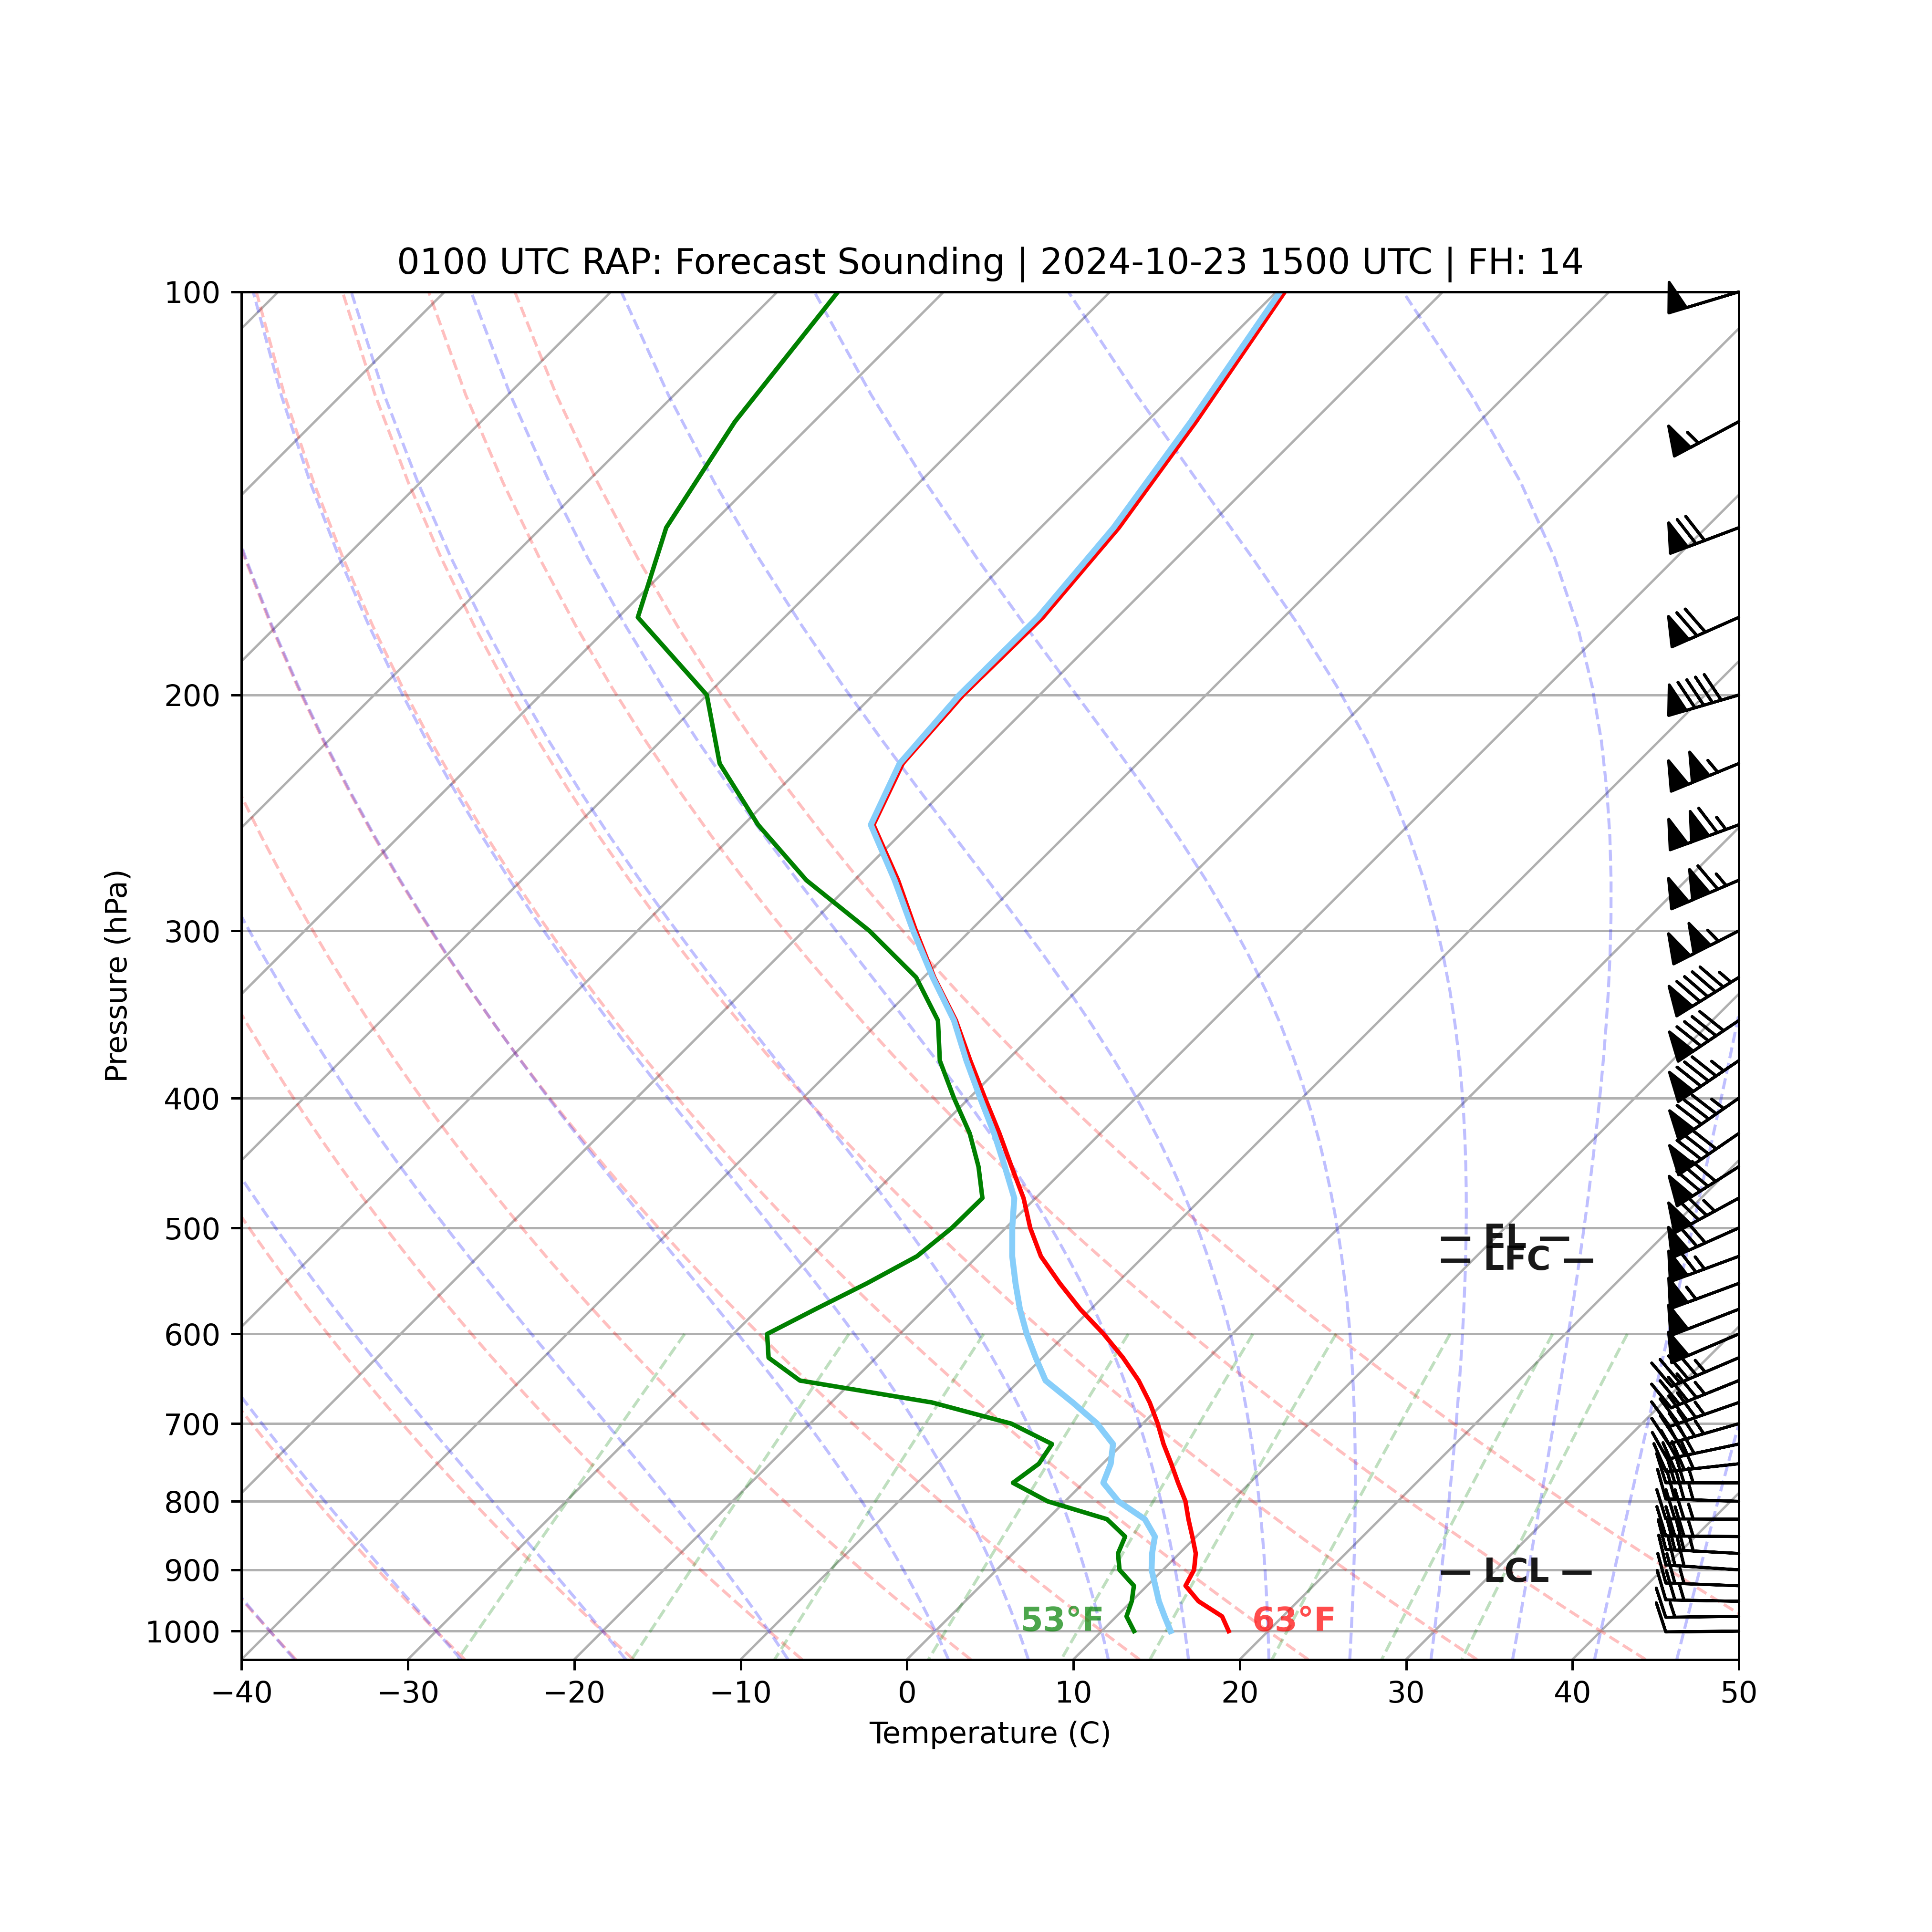 0100 UTC RAP: Forecast Sounding | 2024-10-23 1500 UTC | FH: 14
100
200
300
400
500
600
700
800
900
1000
Pressure (hPa)
— EL —
— LFC —
— LCL —
53°F
63°F
−40 −30 −20 −10 0 10 20 30 40 50
Temperature (C)